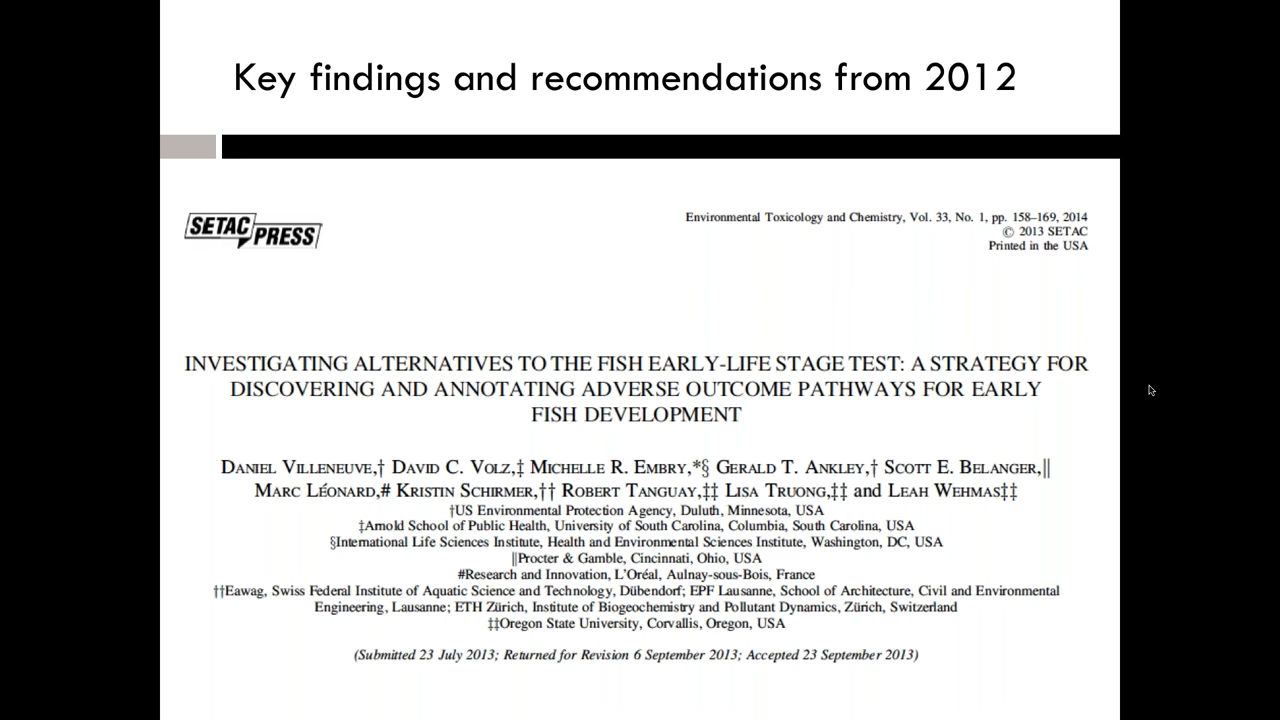 Key findings and recommendations from 2012
SETAC PRESS
Environmental Toxicology and Chemistry, Vol. 33, No. 1, pp. 158–169, 2014
© 2013 SETAC
Printed in the USA
INVESTIGATING ALTERNATIVES TO THE FISH EARLY-LIFE STAGE TEST: A STRATEGY FOR
DISCOVERING AND ANNOTATING ADVERSE OUTCOME PATHWAYS FOR EARLY
FISH DEVELOPMENT
DANIEL VILLENEUVE,† DAVID C. VOLZ,‡ MICHELLE R. EMBRY,*§ GERALD T. ANKLEY,† SCOTT E. BELANGER,||
MARC LÉONARD,# KRISTIN SCHIRMER,†† ROBERT TANGUAY,‡‡ LISA TRUONG,‡‡ and LEAH WEHMAS‡‡
†US Environmental Protection Agency, Duluth, Minnesota, USA
‡Arnold School of Public Health, University of South Carolina, Columbia, South Carolina, USA
§International Life Sciences Institute, Health and Environmental Sciences Institute, Washington, DC, USA
||Procter & Gamble, Cincinnati, Ohio, USA
#Research and Innovation, L'Oréal, Aulnay-sous-Bois, France
††Eawag, Swiss Federal Institute of Aquatic Science and Technology, Dübendorf; EPF Lausanne, School of Architecture, Civil and Environmental
Engineering, Lausanne; ETH Zürich, Institute of Biogeochemistry and Pollutant Dynamics, Zürich, Switzerland
‡‡Oregon State University, Corvallis, Oregon, USA
(Submitted 23 July 2013; Returned for Revision 6 September 2013; Accepted 23 September 2013)